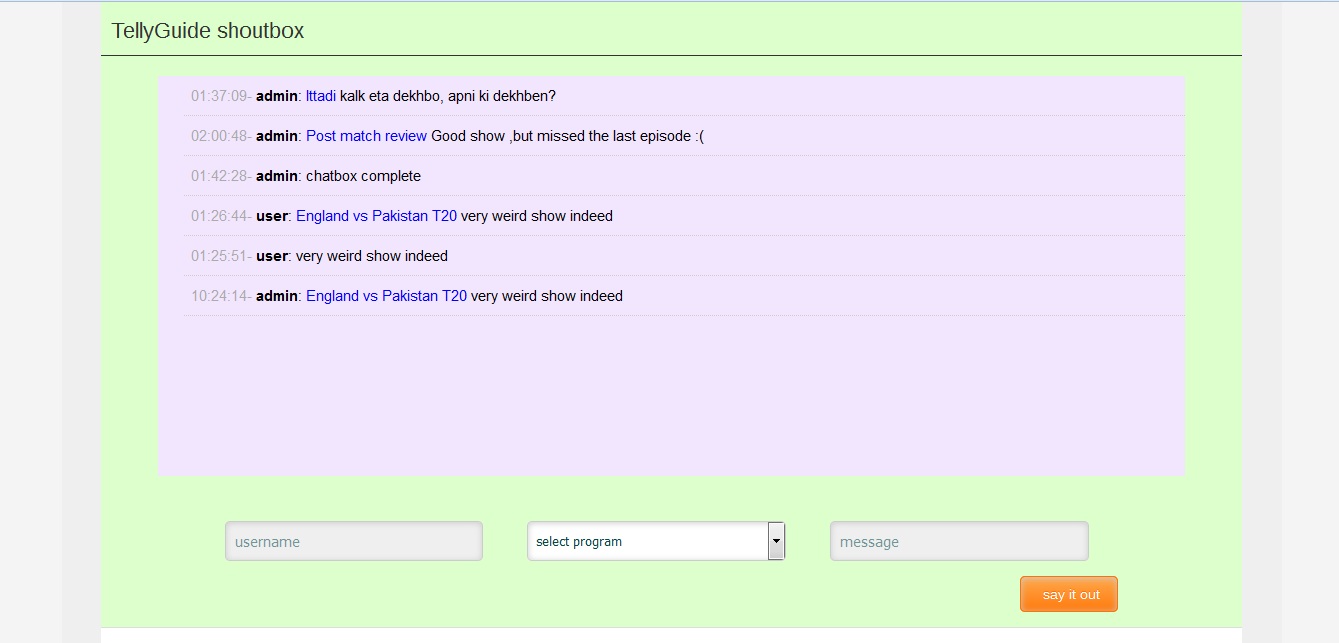 TellyGuide shoutbox
01:37:09- admin: Ittadi kalk eta dekhbo, apni ki dekhben?
02:00:48- admin: Post match review Good show ,but missed the last episode :(
01:42:28- admin: chatbox complete
01:26:44- user: England vs Pakistan T20 very weird show indeed
01:25:51- user: very weird show indeed
10:24:14- admin: England vs Pakistan T20 very weird show indeed
username
select program
message
say it out